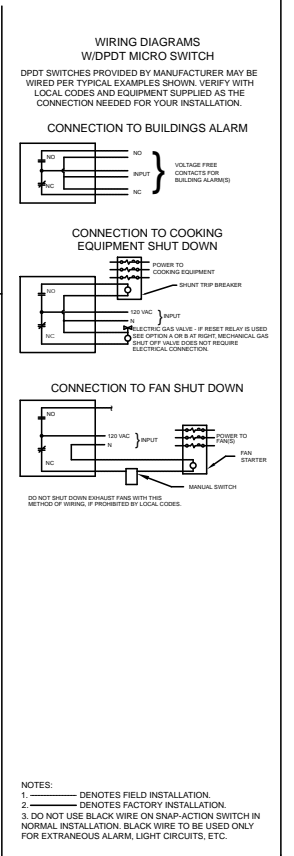 WIRING DIAGRAMS
W/DPDT MICRO SWITCH
DPDT SWITCHES PROVIDED BY MANUFACTURER MAY BE
WIRED PER TYPICAL EXAMPLES SHOWN. VERIFY WITH
LOCAL CODES AND EQUIPMENT SUPPLIED AS THE
CONNECTION NEEDED FOR YOUR INSTALLATION.
CONNECTION TO BUILDINGS ALARM
NO
NO
INPUT
NC
NC
VOLTAGE FREE
CONTACTS FOR
BUILDING ALARM(S)
CONNECTION TO COOKING
EQUIPMENT SHUT DOWN
POWER TO
COOKING EQUIPMENT
SHUNT TRIP BREAKER
NO
120 VAC
N
INPUT
NC
ELECTRIC GAS VALVE - IF RESET RELAY IS USED
SEE OPTION A OR B AT RIGHT, MECHANICAL GAS
SHUT OFF VALVE DOES NOT REQUIRE
ELECTRICAL CONNECTION.
CONNECTION TO FAN SHUT DOWN
NO
120 VAC
N
INPUT
NC
POWER TO
FAN(S)
FAN
STARTER
MANUAL SWITCH
DO NOT SHUT DOWN EXHAUST FANS WITH THIS
METHOD OF WIRING, IF PROHIBITED BY LOCAL CODES.
NOTES:
1. DENOTES FIELD INSTALLATION.
2. DENOTES FACTORY INSTALLATION.
3. DO NOT USE BLACK WIRE ON SNAP-ACTION SWITCH IN
NORMAL INSTALLATION. BLACK WIRE TO BE USED ONLY
FOR EXTRANEOUS ALARM, LIGHT CIRCUITS, ETC.